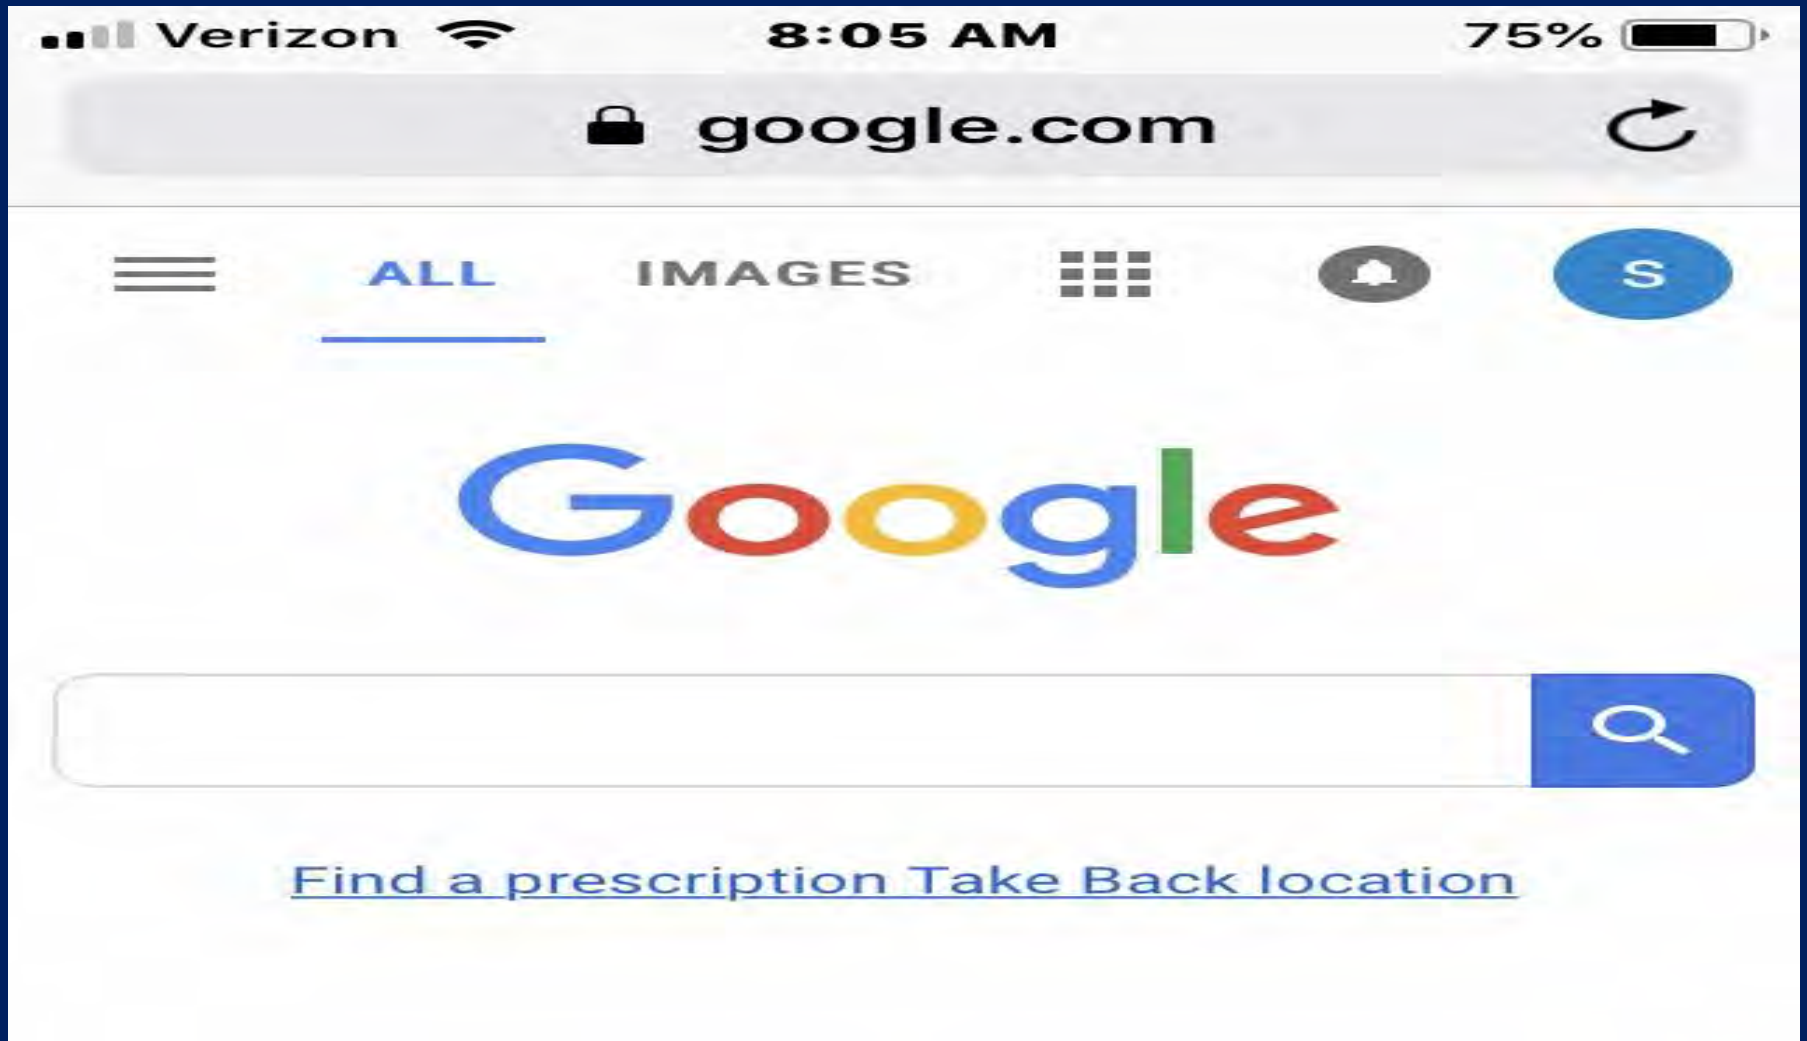 Verizon 8:05 AM 75%
google.com
ALL IMAGES S
Google
Find a prescription Take Back location